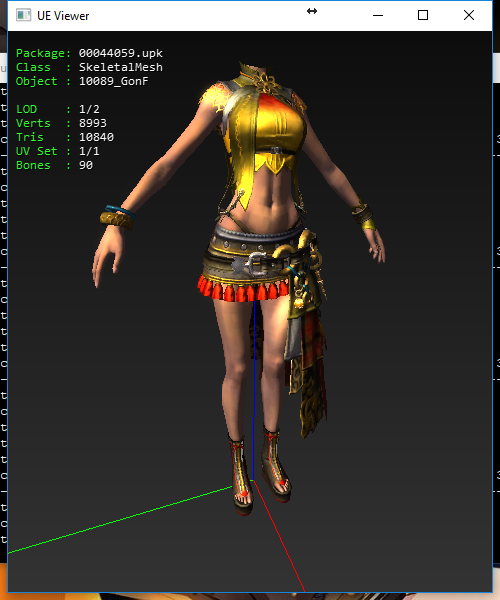 UE Viewer
Package: 00044059.upk
Class : SkeletalMesh
Object : 10089_GonF
LOD : 1/2
Verts : 8993
Tris : 10840
UV Set : 1/1
Bones : 90